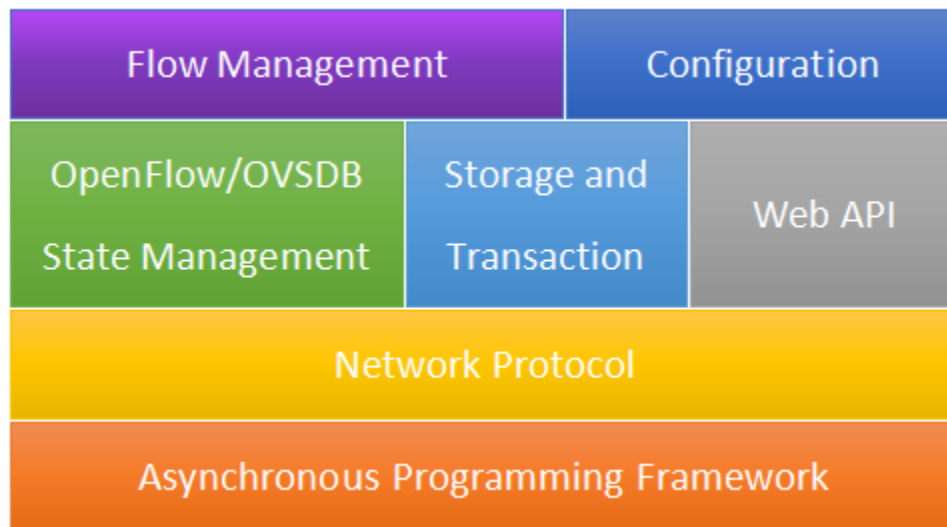 Flow Management
Configuration
OpenFlow/OVSDB
State Management
Storage and
Transaction
Web API
Network Protocol
Asynchronous Programming Framework